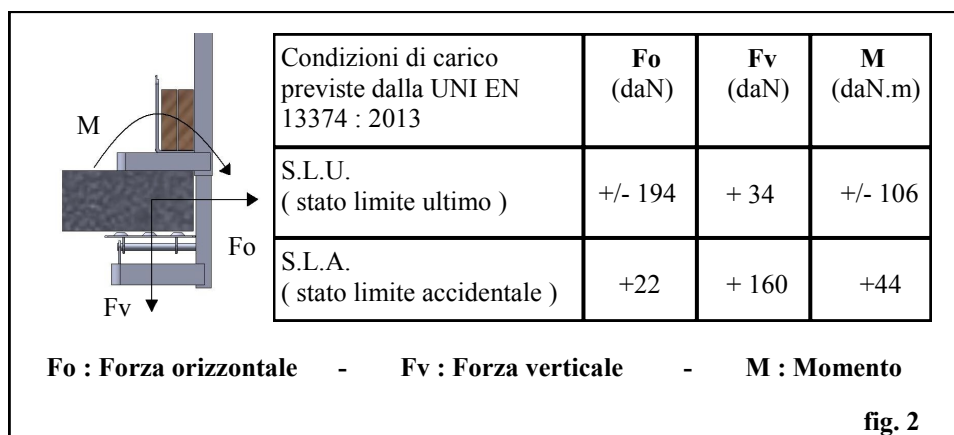 M
Fo
Fv
Condizioni di carico
previste dalla UNI EN
13374 : 2013
Fo
(daN)
Fv
(daN)
M
(daN.m)
S.L.U.
( stato limite ultimo )
+/- 194
+ 34
+/- 106
S.L.A.
( stato limite accidentale )
+22
+ 160
+44
Fo : Forza orizzontale - Fv : Forza verticale - M : Momento
fig. 2